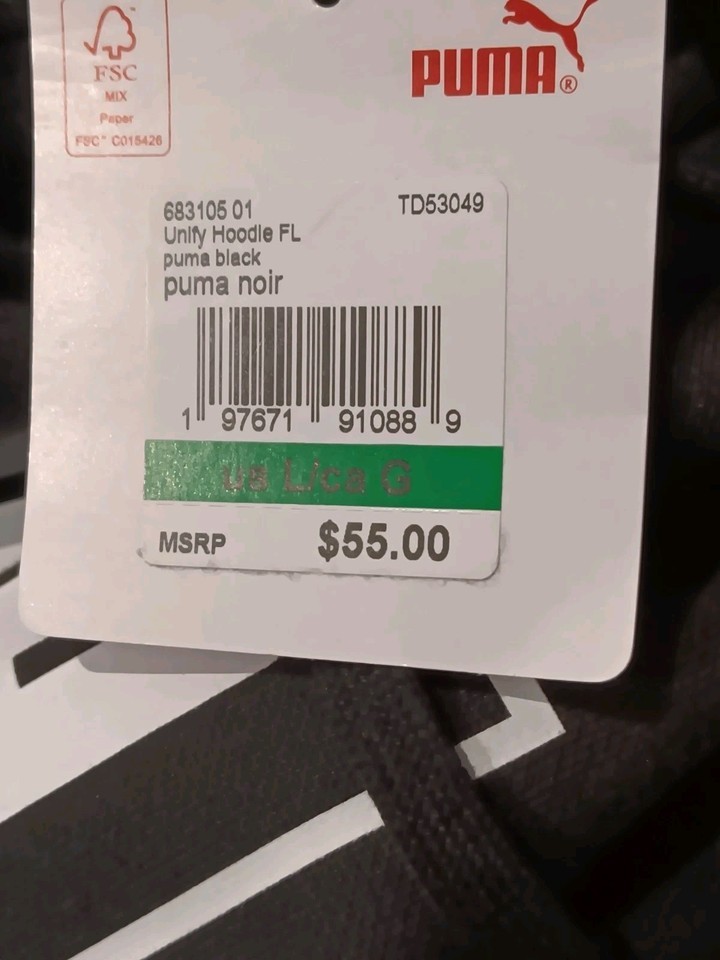 FSC
MIX
Paper
FSC® C015426
PUMA®
683105 01 TD53049
Unify Hoodie FL
puma black
puma noir
1 97671 91088 9
us L/ca G
MSRP $55.00